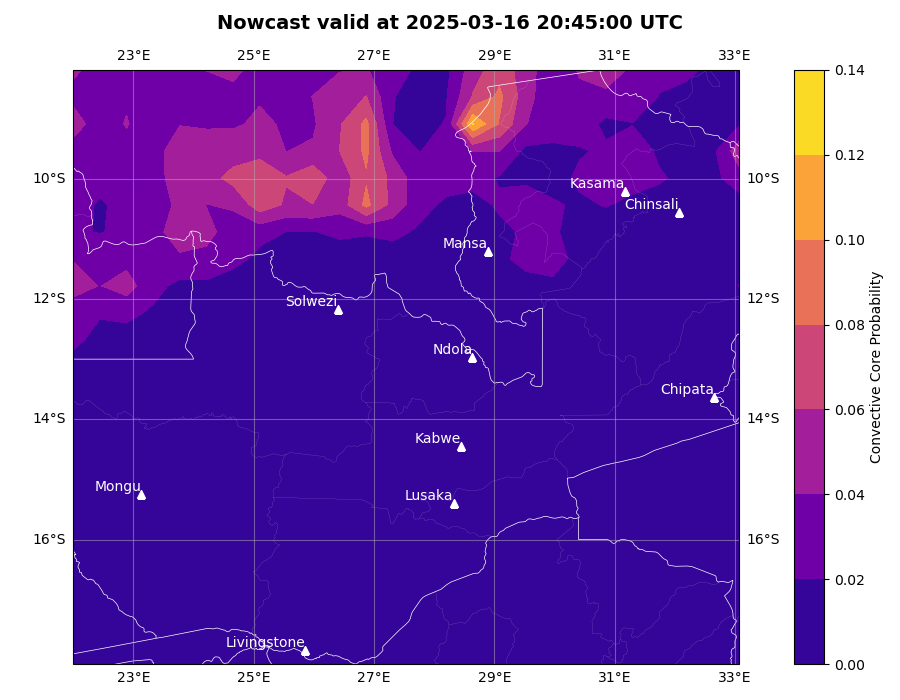 Nowcast valid at 2025-03-16 20:45:00 UTC
23°E 25°E 27°E 29°E 31°E 33°E
0.14
0.12
10°S Kasama 10°S
Chinsali
0.10
Mansa
12°S Solwezi 12°S
0.08
Ndola
Convective Core Probability
Chipata
0.06
14°S 14°S
Kabwe
Mongu
Lusaka
0.04
16°S 16°S
0.02
Livingstone
0.00
23°E 25°E 27°E 29°E 31°E 33°E